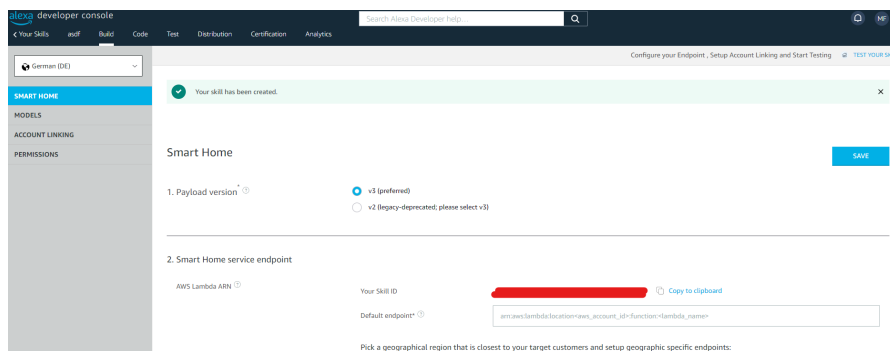 alexa developer console
Search Alexa Developer help...
MF
Your Skills asdf Build Code Test Distribution Certification Analytics
Configure your Endpoint , Setup Account Linking and Start Testing TEST YOUR SK
German (DE)
Your skill has been created.
SMART HOME
MODELS
ACCOUNT LINKING
PERMISSIONS
Smart Home
SAVE
1. Payload version *
v3 (preferred)
v2 (legacy-deprecated; please select v3)
2. Smart Home service endpoint
AWS Lambda ARN
Your Skill ID
Copy to clipboard
Default endpoint*
arn:aws:lambda:location<aws_account_id>:function:<lambda_name>
Pick a geographical region that is closest to your target customers and setup geographic specific endpoints: